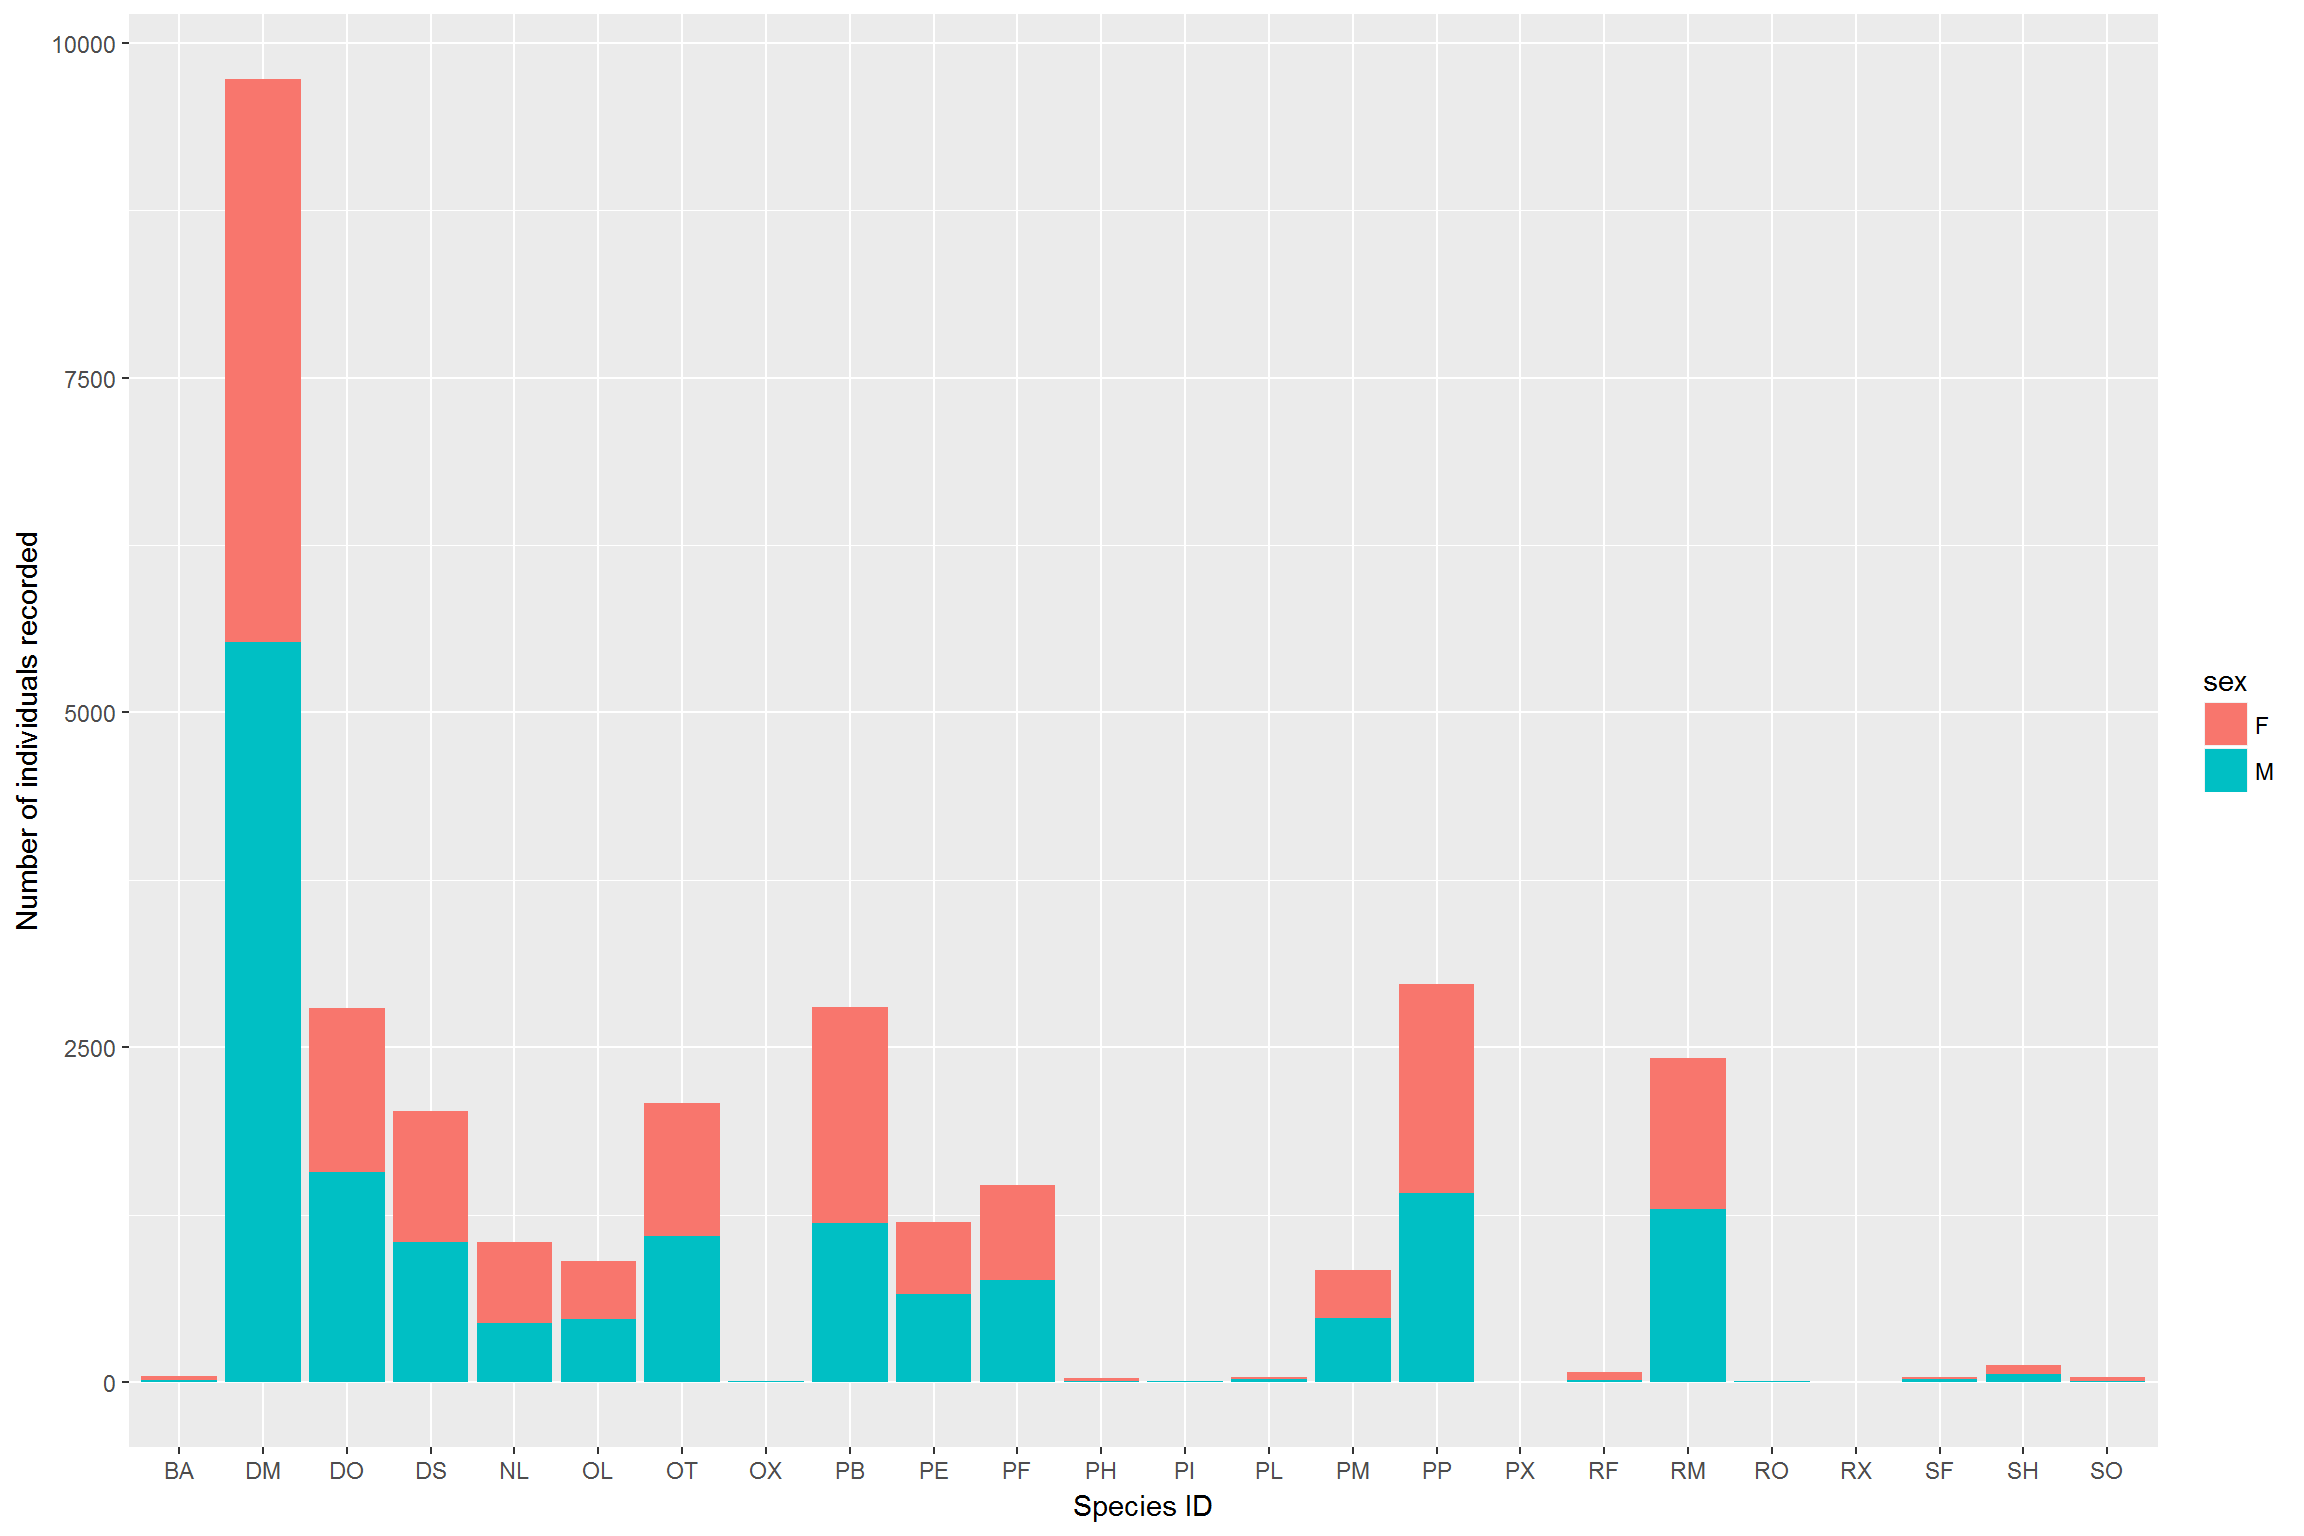 Number of individuals recorded
10000
7500
5000
2500
0
BA DM DO DS NL OL OT OX PB PE PF PH PI PL PM PP PX RF RM RO RX SF SH SO
Species ID
sex
F
M